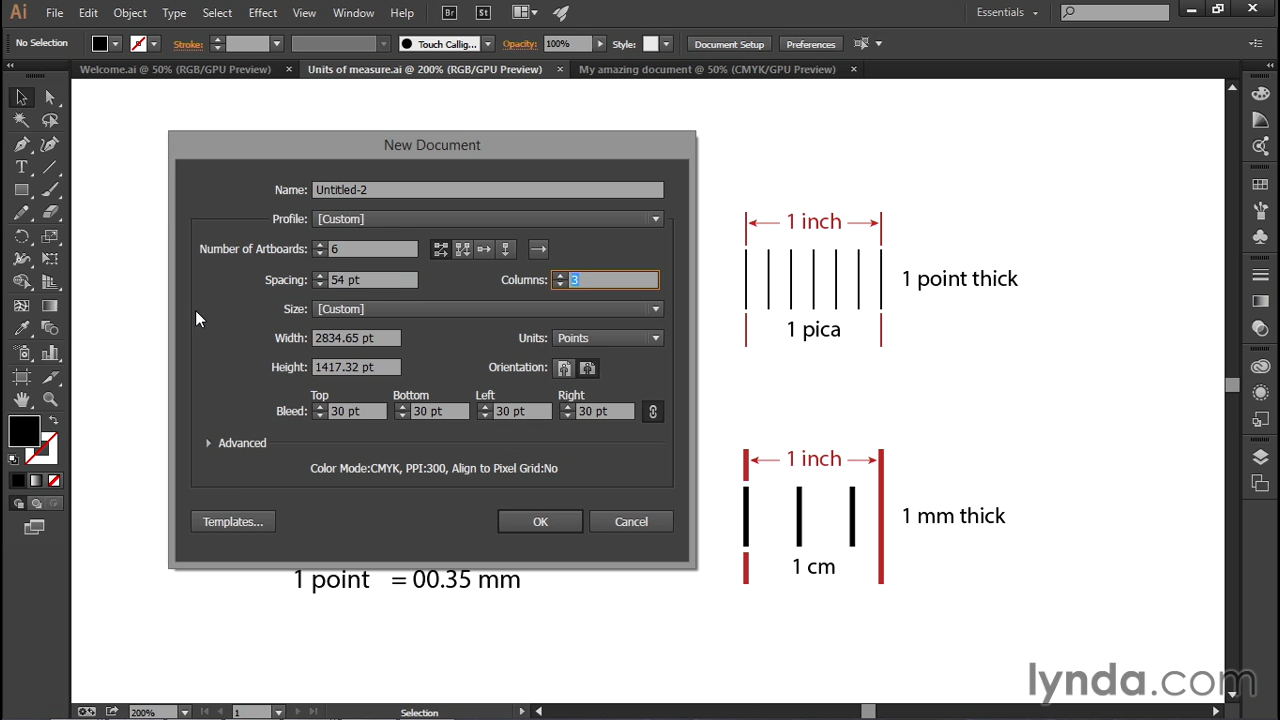 Ai File Edit Object Type Select Effect View Window Help Br St Essentials
No Selection Stroke: Touch Callig... Opacity: 100% Style: Document Setup Preferences
Welcome.ai @ 50% (RGB/GPU Preview) × Units of measure.ai @ 200% (RGB/GPU Preview) × My amazing document @ 50% (CMYK/GPU Preview) ×
New Document
Name: Untitled-2
Profile: [Custom]
Number of Artboards: 6
Spacing: 54 pt Columns: 3
Size: [Custom]
Width: 2834.65 pt Units: Points
Height: 1417.32 pt Orientation:
Top Bottom Left Right
Bleed: 30 pt 30 pt 30 pt 30 pt
Advanced
Color Mode:CMYK, PPI:300, Align to Pixel Grid:No
Templates... OK Cancel
1 inch
1 point thick
1 pica
1 inch
1 mm thick
1 cm
1 point = 00.35 mm
lynda.com
200% 1 Selection